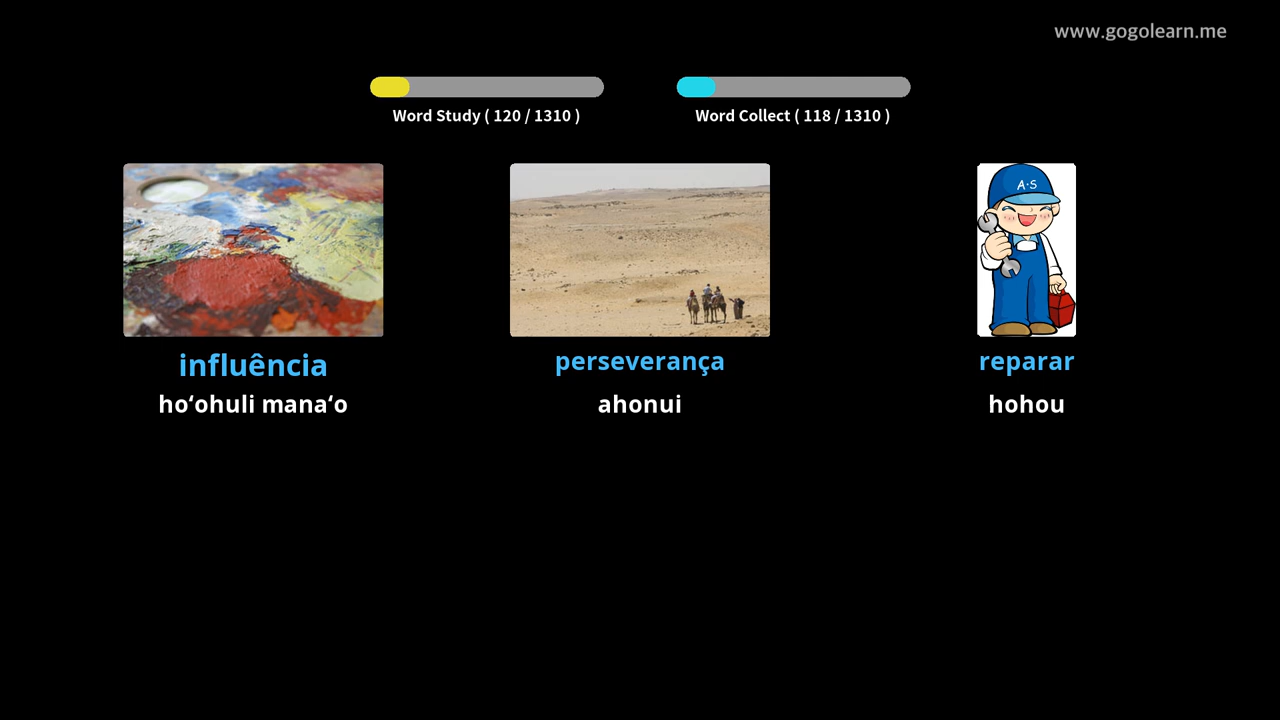 www.gogolearn.me
Word Study ( 120 / 1310 )
Word Collect ( 118 / 1310 )
A·S
influência
perseverança
reparar
hoʻohuli manaʻo
ahonui
hohou